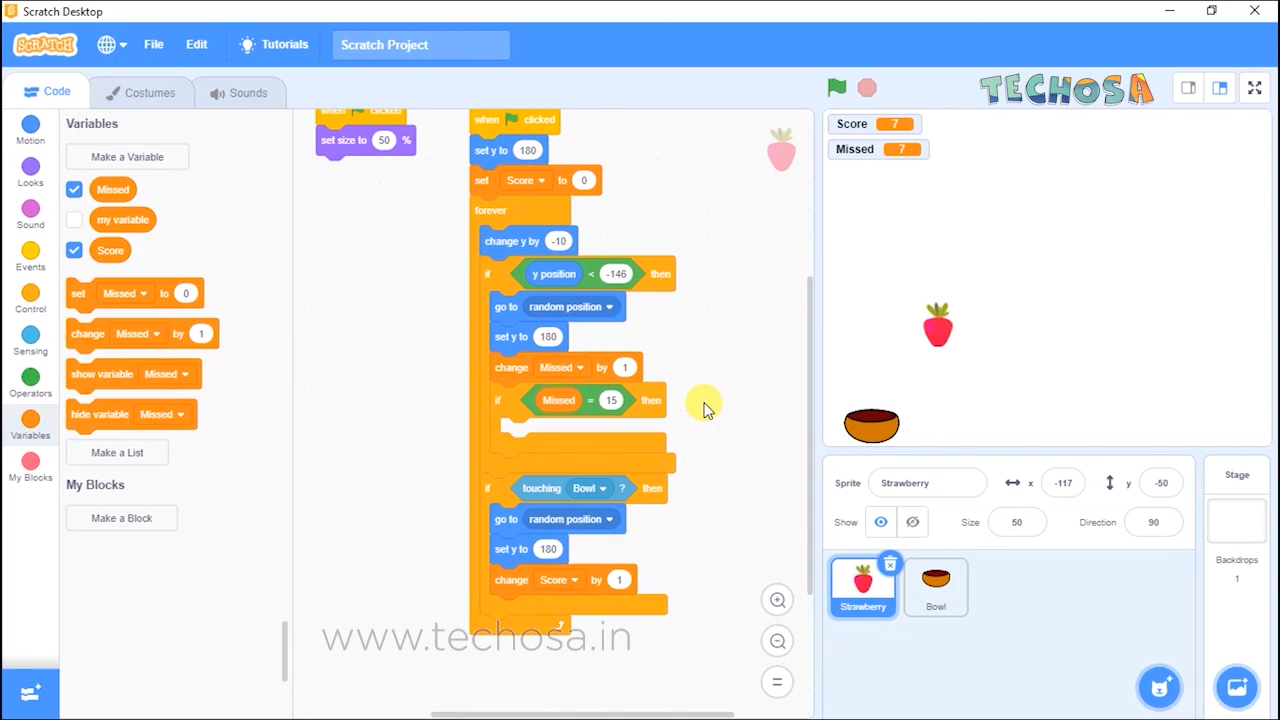 Scratch Desktop
SCRATCH
File
Edit
Tutorials
Scratch Project
Code
Costumes
Sounds
TECHOSA
Motion
Looks
Sound
Events
Control
Sensing
Operators
Variables
My Blocks
Variables
Make a Variable
Missed
my variable
Score
set Missed to 0
change Missed by 1
show variable Missed
hide variable Missed
Make a List
My Blocks
Make a Block
when clicked
set size to 50 %
when clicked
set y to 180
set Score to 0
forever
change y by -10
if y position < -146 then
go to random position
set y to 180
change Missed by 1
if Missed = 15 then
if touching Bowl ? then
go to random position
set y to 180
change Score by 1
www.techosa.in
Score 7
Missed 7
Sprite Strawberry x -117 y -50
Show Size 50 Direction 90
Strawberry
Bowl
Stage
Backdrops
1